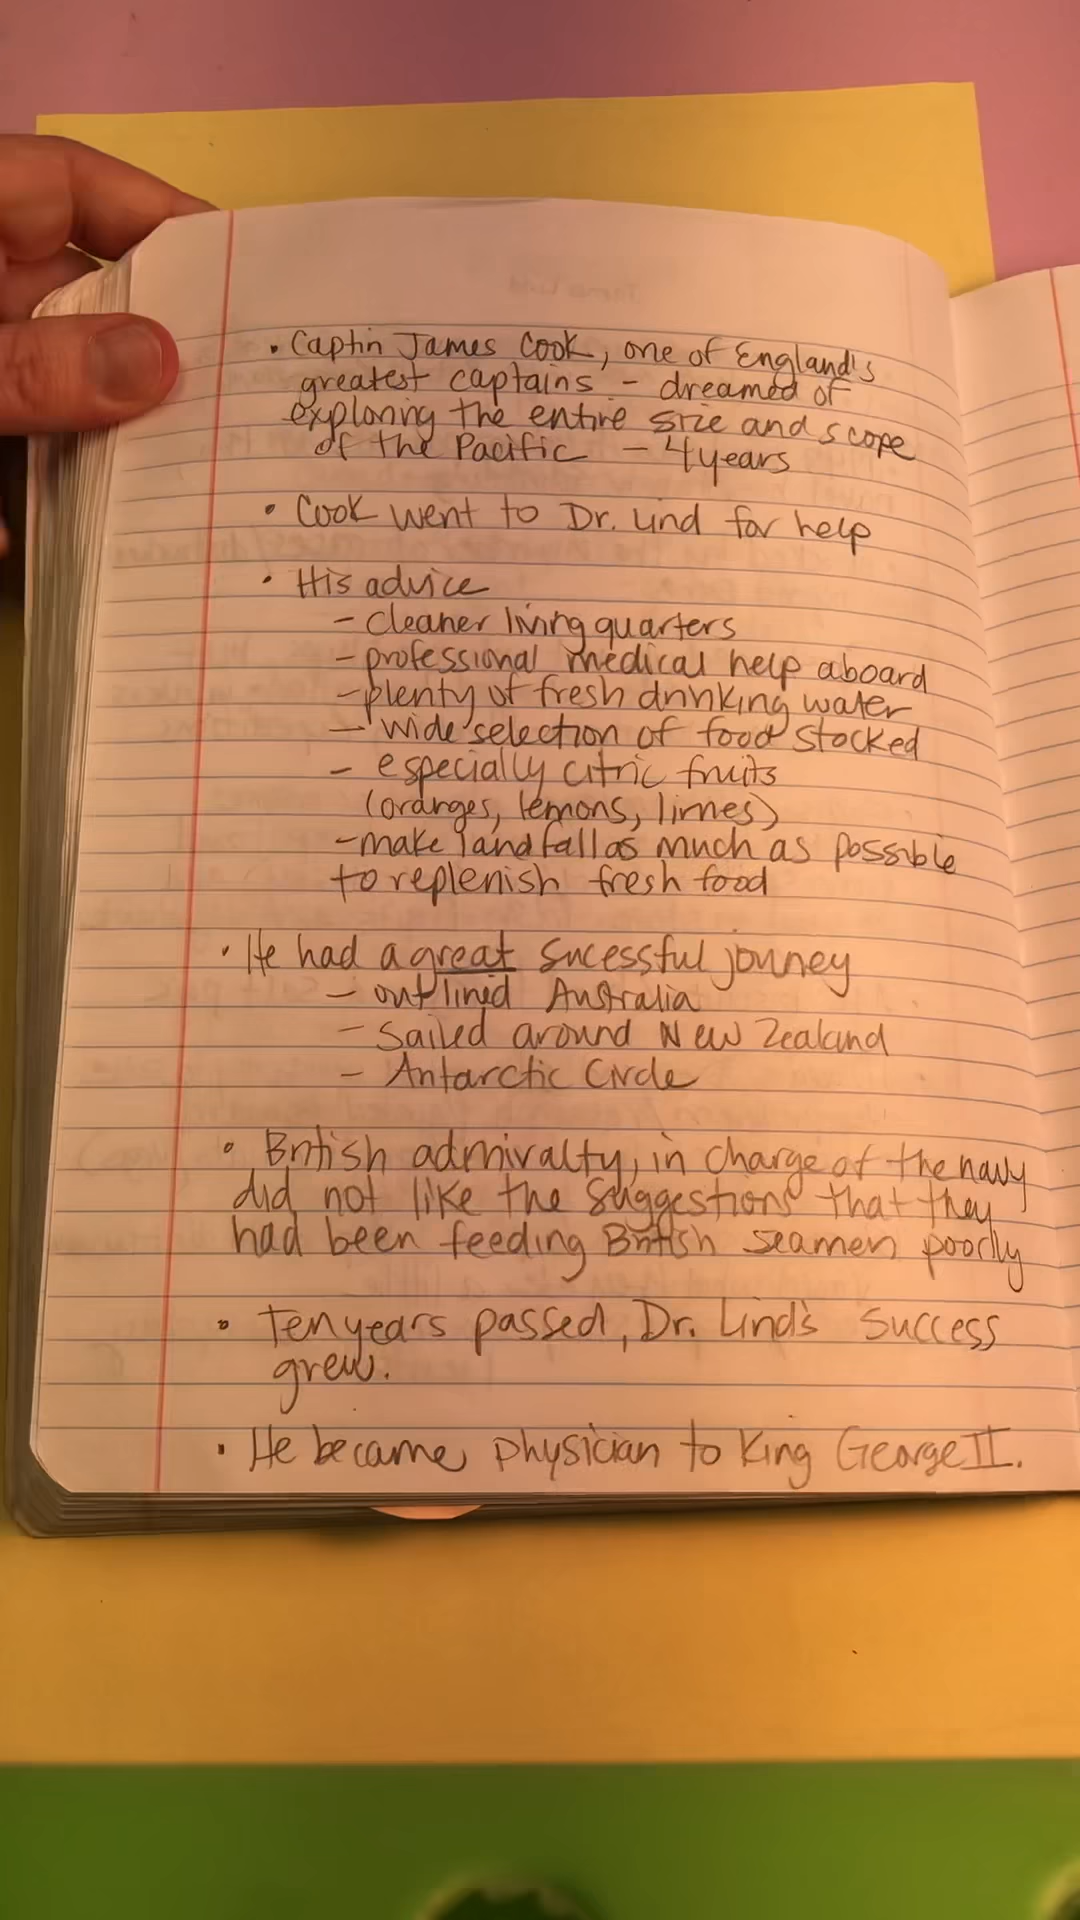 • Captin James Cook, one of England's
greatest captains - dreamed of
exploring the entire size and scope
of the Pacific - 4 years
• Cook went to Dr. Lind for help
• His advice
- cleaner living quarters
- professional medical help aboard
- plenty of fresh drinking water
- wide selection of food stocked
- especially citric fruits
(oranges, lemons, limes)
- make landfall as much as possible
to replenish fresh food
• He had a great sucessful journey
- outlined Australia
- Sailed around New Zealand
- Antarctic Circle
• British admiralty, in charge of the navy
did not like the suggestions that they
had been feeding British seamen poorly
• Ten years passed, Dr. Lind's success
grew.
• He became physician to King George II.